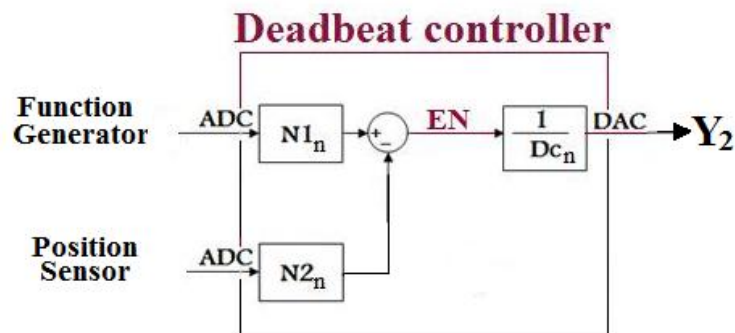 Deadbeat controller
Function
Generator
ADC
N1n
+
−
EN
1
Dcn
DAC
Y2
Position
Sensor
ADC
N2n